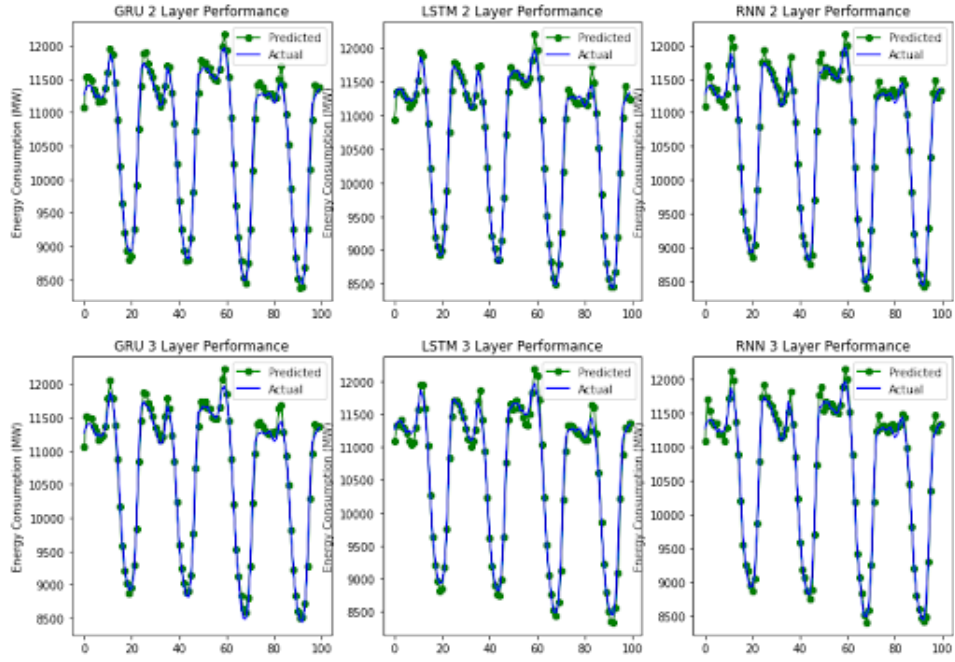 GRU 2 Layer Performance
Predicted
Actual
Energy Consumption (MW)
12000
11500
11000
10500
10000
9500
9000
8500
0 20 40 60 80 100
LSTM 2 Layer Performance
Predicted
Actual
Energy Consumption (MW)
12000
11500
11000
10500
10000
9500
9000
8500
0 20 40 60 80 100
RNN 2 Layer Performance
Predicted
Actual
Energy Consumption (MW)
12000
11500
11000
10500
10000
9500
9000
8500
0 20 40 60 80 100
GRU 3 Layer Performance
Predicted
Actual
Energy Consumption (MW)
12000
11500
11000
10500
10000
9500
9000
8500
0 20 40 60 80 100
LSTM 3 Layer Performance
Predicted
Actual
Energy Consumption (MW)
12000
11500
11000
10500
10000
9500
9000
8500
0 20 40 60 80 100
RNN 3 Layer Performance
Predicted
Actual
Energy Consumption (MW)
12000
11500
11000
10500
10000
9500
9000
8500
0 20 40 60 80 100